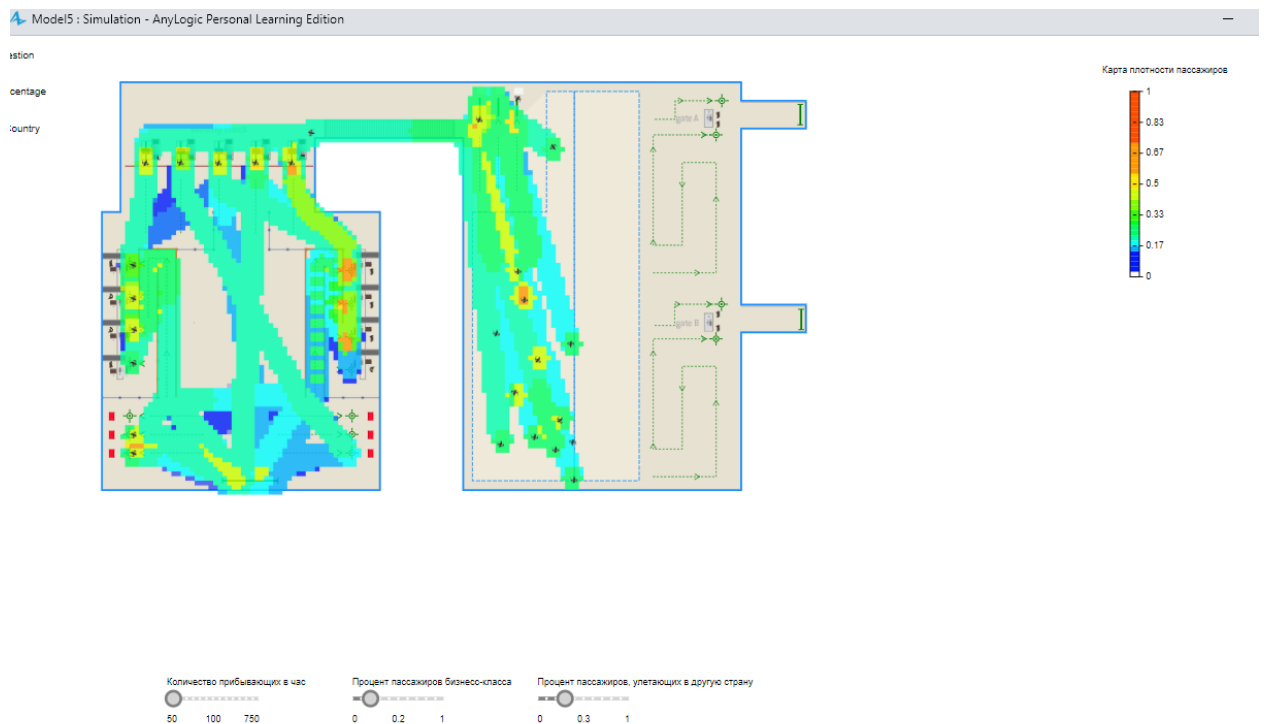 Model5 : Simulation - AnyLogic Personal Learning Edition
estion
centage
Country
Карта плотности пассажиров
1
0.83
0.67
0.5
0.33
0.17
0
gate A
gate B
Количество прибывающих в час
50 100 750
Процент пассажиров бизнесс-класса
0 0.2 1
Процент пассажиров, улетающих в другую страну
0 0.3 1